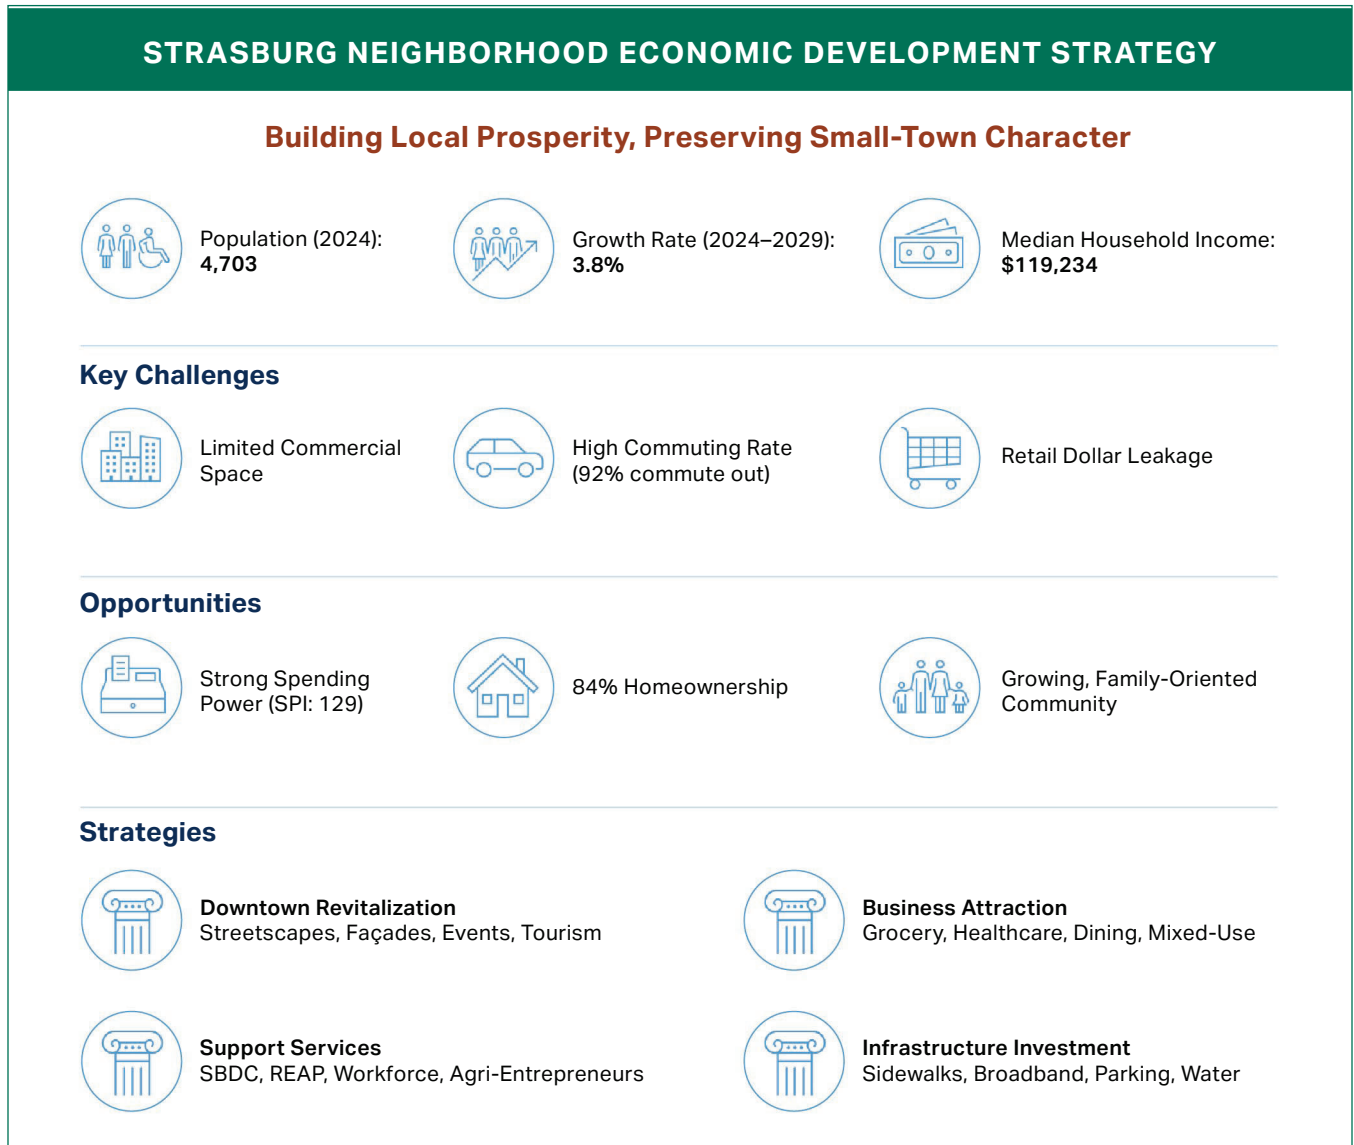 STRASBURG NEIGHBORHOOD ECONOMIC DEVELOPMENT STRATEGY
Building Local Prosperity, Preserving Small-Town Character
Population (2024):
4,703
Growth Rate (2024–2029):
3.8%
Median Household Income:
$119,234
Key Challenges
Limited Commercial
Space
High Commuting Rate
(92% commute out)
Retail Dollar Leakage
Opportunities
Strong Spending
Power (SPI: 129)
84% Homeownership
Growing, Family-Oriented
Community
Strategies
Downtown Revitalization
Streetscapes, Façades, Events, Tourism
Business Attraction
Grocery, Healthcare, Dining, Mixed-Use
Support Services
SBDC, REAP, Workforce, Agri-Entrepreneurs
Infrastructure Investment
Sidewalks, Broadband, Parking, Water